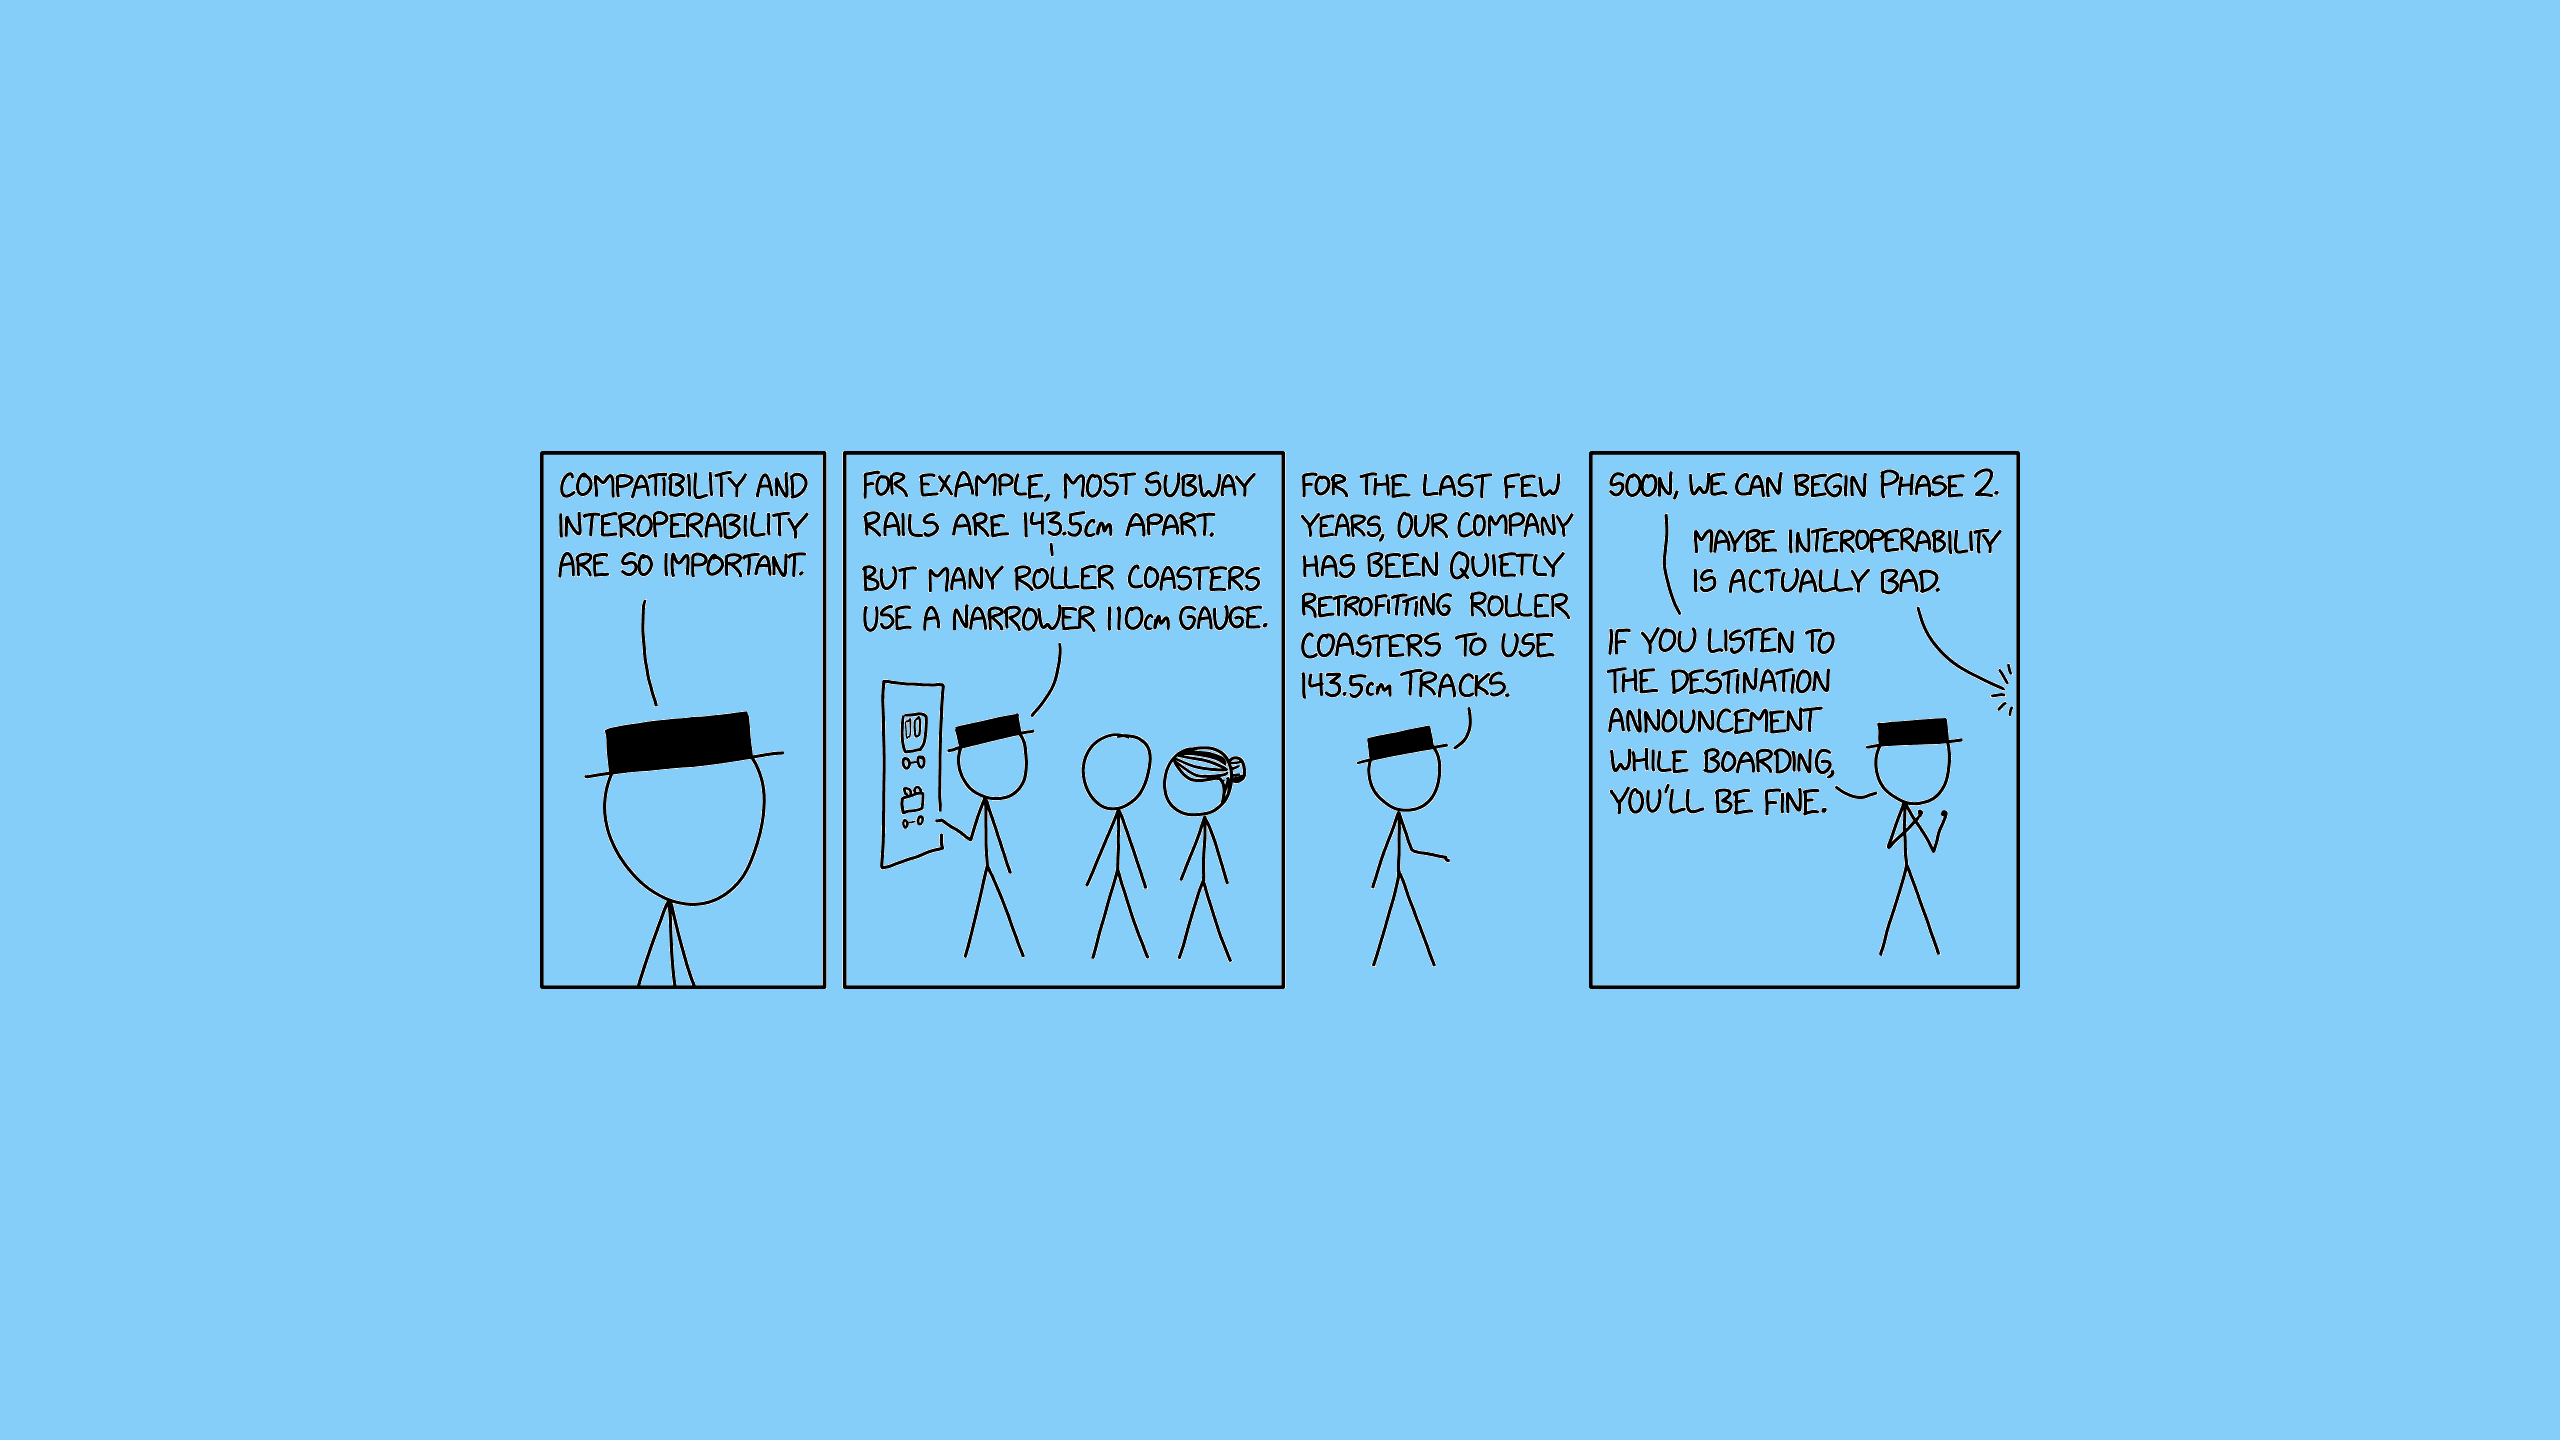 COMPATIBILITY AND
INTEROPERABILITY
ARE SO IMPORTANT.
FOR EXAMPLE, MOST SUBWAY
RAILS ARE 143.5cm APART.
BUT MANY ROLLER COASTERS
USE A NARROWER 110cm GAUGE.
FOR THE LAST FEW
YEARS, OUR COMPANY
HAS BEEN QUIETLY
RETROFITTING ROLLER
COASTERS TO USE
143.5cm TRACKS.
SOON, WE CAN BEGIN PHASE 2.
MAYBE INTEROPERABILITY
IS ACTUALLY BAD.
IF YOU LISTEN TO
THE DESTINATION
ANNOUNCEMENT
WHILE BOARDING,
YOU'LL BE FINE.